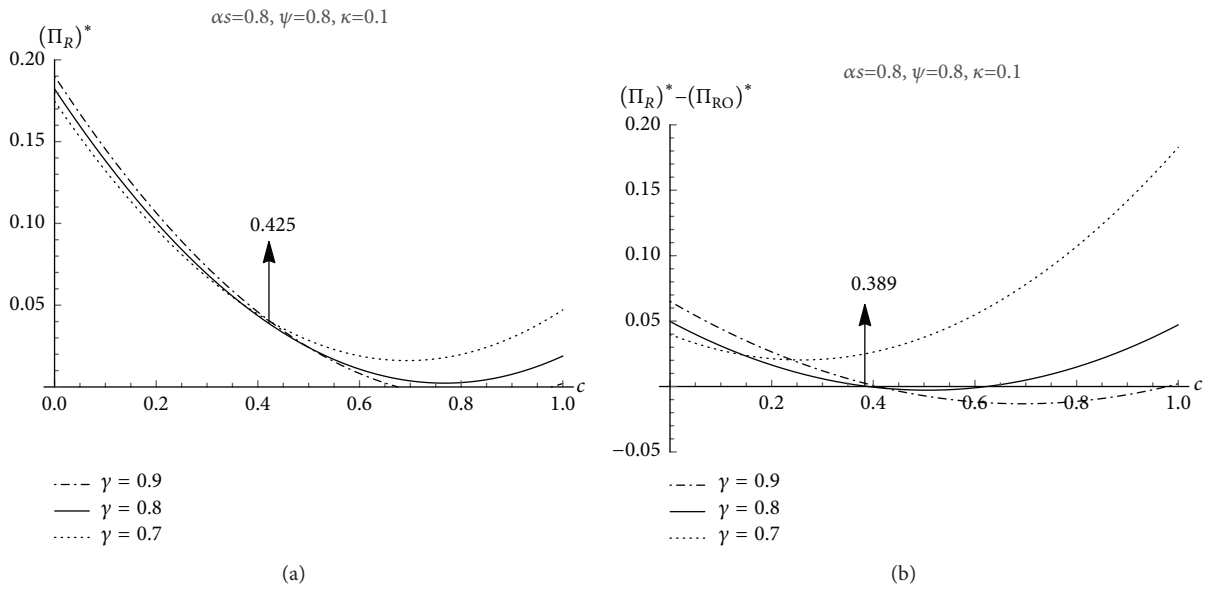 αs=0.8, ψ=0.8, κ=0.1
(Π_R)*
0.20
0.15
0.10
0.05
0.425
0.0 0.2 0.4 0.6 0.8 1.0 c
γ = 0.9
γ = 0.8
γ = 0.7
(a)
αs=0.8, ψ=0.8, κ=0.1
(Π_R)*−(Π_RO)*
0.20
0.15
0.10
0.05
0.00
−0.05
0.389
0.2 0.4 0.6 0.8 1.0 c
γ = 0.9
γ = 0.8
γ = 0.7
(b)